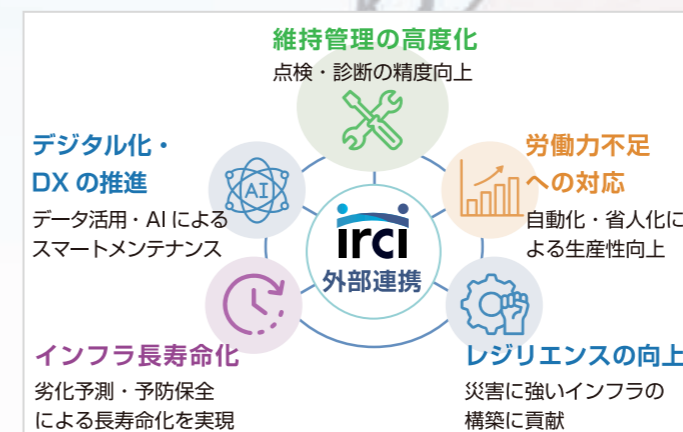 維持管理の高度化
点検・診断の精度向上
デジタル化・
DX の推進
データ活用・AI による
スマートメンテナンス
AI
労働力不足
への対応
自動化・省人化に
よる生産性向上
irci
外部連携
インフラ長寿命化
劣化予測・予防保全
による長寿命化を実現
レジリエンスの向上
災害に強いインフラの
構築に貢献